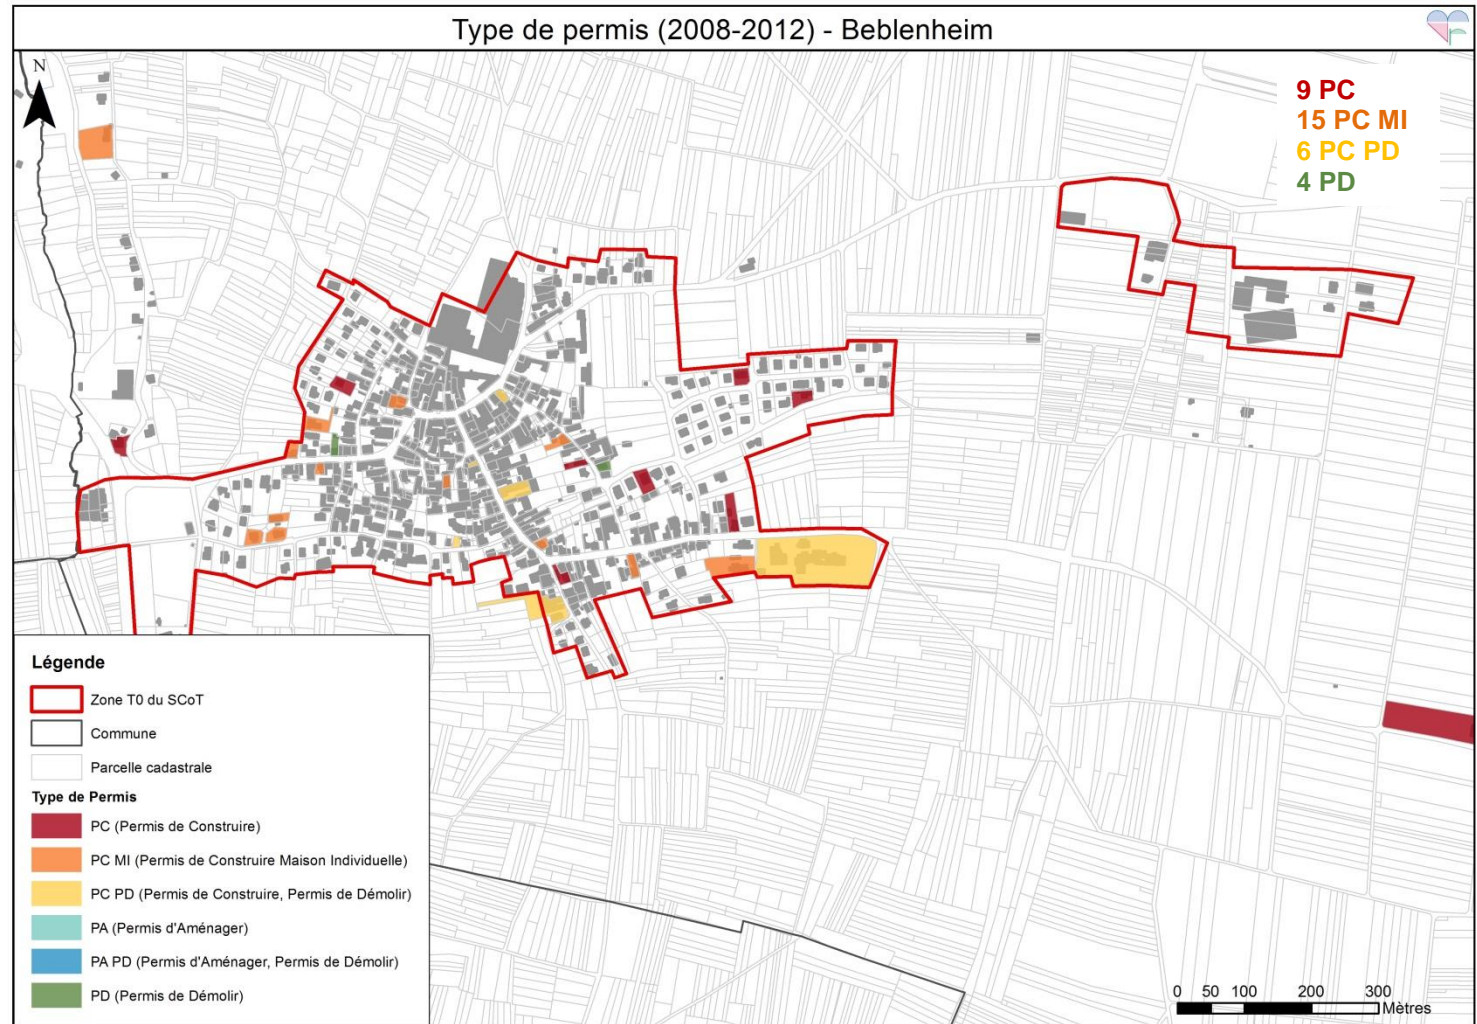 Type de permis (2008-2012) - Beblenheim
N
9 PC
15 PC MI
6 PC PD
4 PD
Légende
Zone T0 du SCoT
Commune
Parcelle cadastrale
Type de Permis
PC (Permis de Construire)
PC MI (Permis de Construire Maison Individuelle)
PC PD (Permis de Construire, Permis de Démolir)
PA (Permis d'Aménager)
PA PD (Permis d'Aménager, Permis de Démolir)
PD (Permis de Démolir)
0 50 100 200 300
Mètres